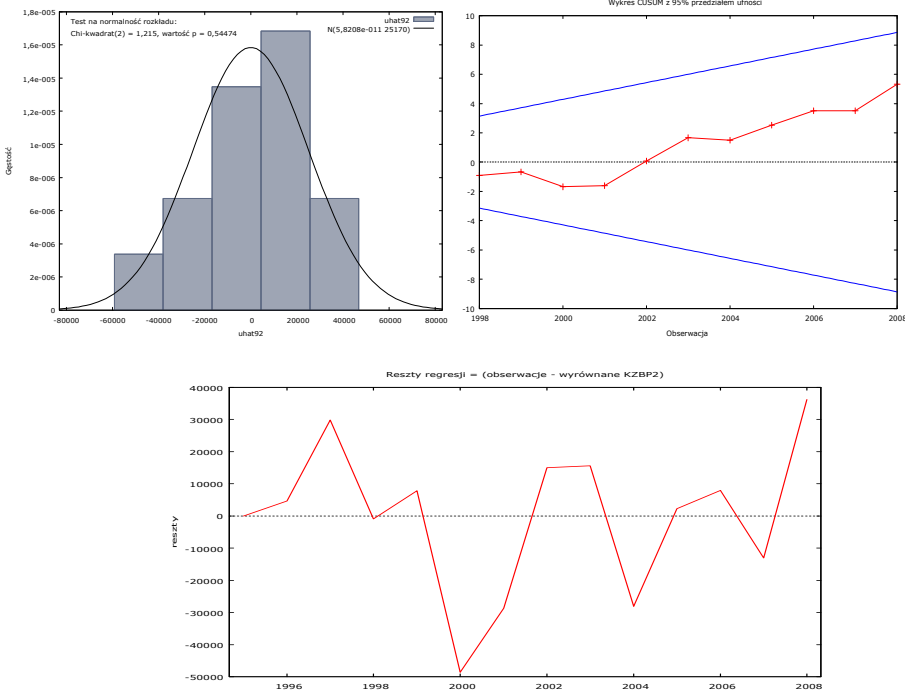 Test na normalność rozkładu:
Chi-kwadrat(2) = 1,215, wartość p = 0,54474
uhat92
N(5,8208e-011 25170)
1,8e-005
1,6e-005
1,4e-005
1,2e-005
1e-005
8e-006
6e-006
4e-006
2e-006
0
Gęstość
-80000 -60000 -40000 -20000 0 20000 40000 60000 80000
uhat92
Wykres CUSUM z 95% przedziałem ufności
10
8
6
4
2
0
-2
-4
-6
-8
-10
1998 2000 2002 2004 2006 2008
Obserwacja
Reszty regresji = (obserwacje - wyrównane KZBP2)
40000
30000
20000
10000
0
-10000
-20000
-30000
-40000
-50000
reszty
1996 1998 2000 2002 2004 2006 2008